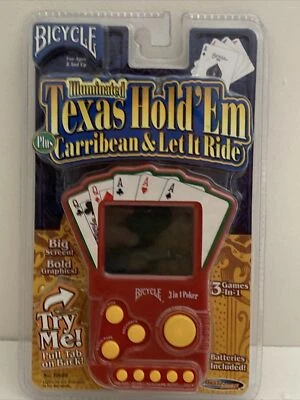 BICYCLE
For Ages
8 and Up
Illuminated
Texas Hold'Em
Plus
Carribean & Let It Ride
Q
Q
A
A
A
Big
Screen!
Bold
Graphics!
BICYCLE
3 in 1 Poker
3 Games
-in-1
Try
Me!
Pull Tab
on Back!
Batteries
Included!